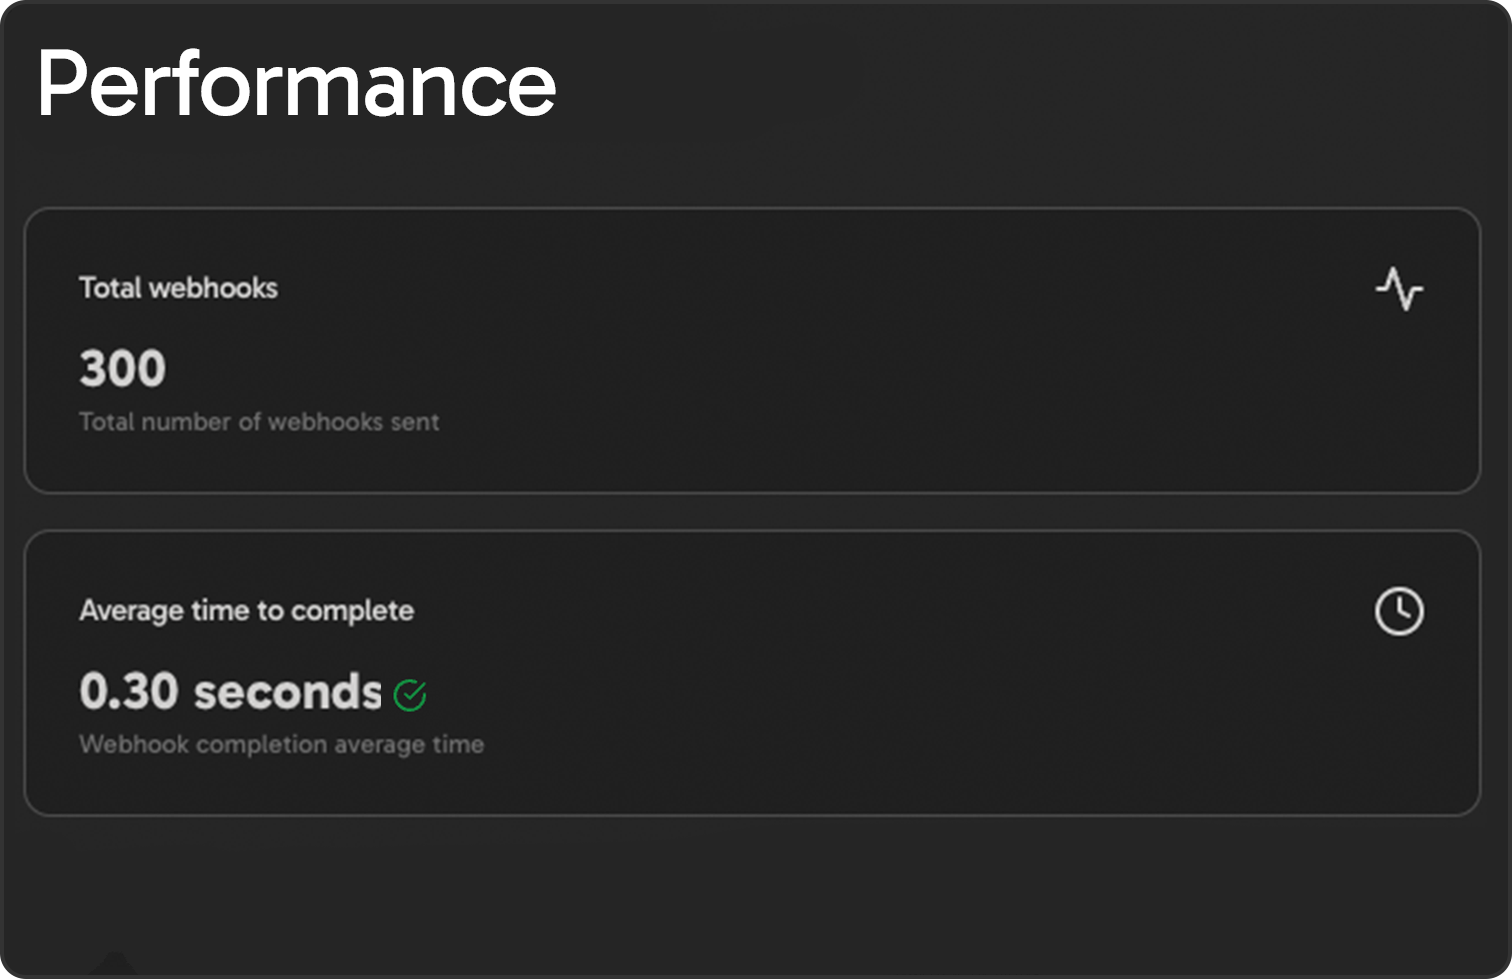 Performance
Total webhooks
300
Total number of webhooks sent
Average time to complete
0.30 seconds
Webhook completion average time